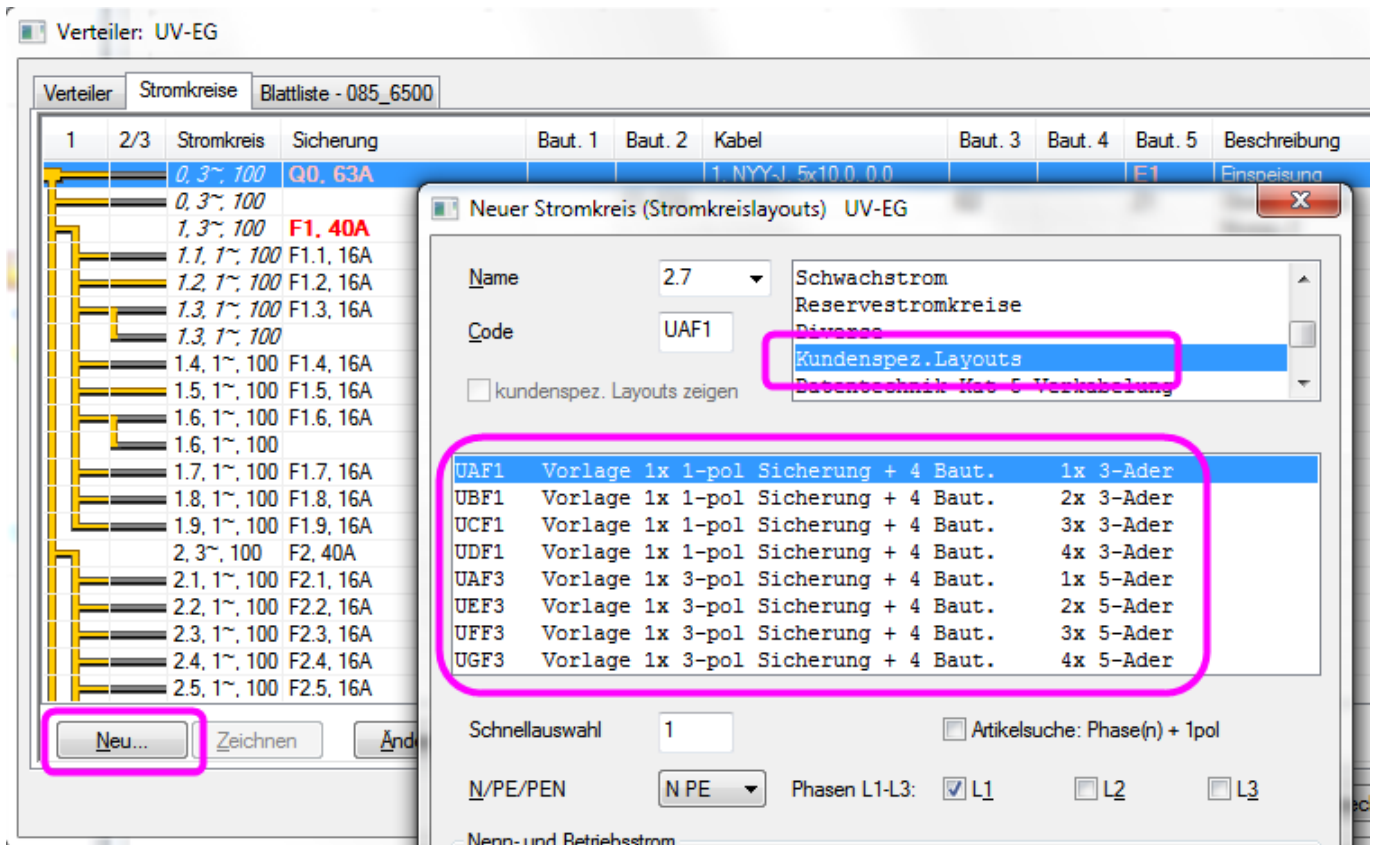 Verteiler: UV-EG
Verteiler Stromkreise Blattliste - 085_6500
1 2/3 Stromkreis Sicherung Baut. 1 Baut. 2 Kabel Baut. 3 Baut. 4 Baut. 5 Beschreibung
0, 3~, 100 Q0, 63A 1. NYY-J, 5x10.0, 0.0 E1 Einspeisung
0, 3~, 100
1, 3~, 100 F1, 40A
1.1, 1~, 100 F1.1, 16A
1.2, 1~, 100 F1.2, 16A
1.3, 1~, 100 F1.3, 16A
1.3, 1~, 100
1.4, 1~, 100 F1.4, 16A
1.5, 1~, 100 F1.5, 16A
1.6, 1~, 100 F1.6, 16A
1.6, 1~, 100
1.7, 1~, 100 F1.7, 16A
1.8, 1~, 100 F1.8, 16A
1.9, 1~, 100 F1.9, 16A
2, 3~, 100 F2, 40A
2.1, 1~, 100 F2.1, 16A
2.2, 1~, 100 F2.2, 16A
2.3, 1~, 100 F2.3, 16A
2.4, 1~, 100 F2.4, 16A
2.5, 1~, 100 F2.5, 16A
Neu... Zeichnen Ände
Neuer Stromkreis (Stromkreislayouts) UV-EG
Name 2.7
Code UAF1
kundenspez. Layouts zeigen
Schwachstrom
Reservestromkreise
Diverse
Kundenspez.Layouts
Datentechnik Kat 5 Verkabelung
UAF1 Vorlage 1x 1-pol Sicherung + 4 Baut. 1x 3-Ader
UBF1 Vorlage 1x 1-pol Sicherung + 4 Baut. 2x 3-Ader
UCF1 Vorlage 1x 1-pol Sicherung + 4 Baut. 3x 3-Ader
UDF1 Vorlage 1x 1-pol Sicherung + 4 Baut. 4x 3-Ader
UAF3 Vorlage 1x 3-pol Sicherung + 4 Baut. 1x 5-Ader
UEF3 Vorlage 1x 3-pol Sicherung + 4 Baut. 2x 5-Ader
UFF3 Vorlage 1x 3-pol Sicherung + 4 Baut. 3x 5-Ader
UGF3 Vorlage 1x 3-pol Sicherung + 4 Baut. 4x 5-Ader
Schnellauswahl 1 Artikelsuche: Phase(n) + 1pol
N/PE/PEN N PE Phasen L1-L3: L1 L2 L3
Nenn- und Betriebsstrom